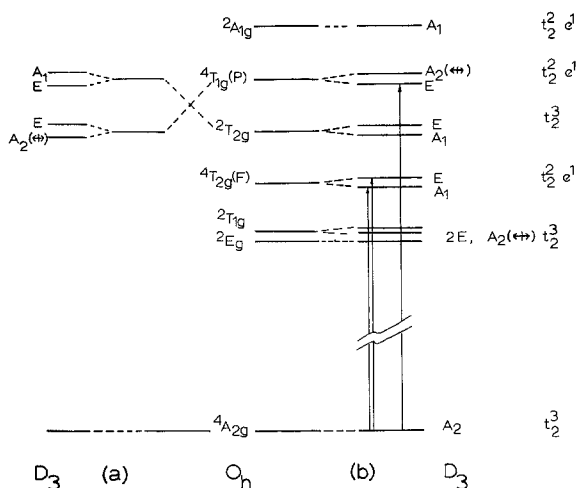 ²A₁g A₁ t₂² e¹
A₁ ⁴T₁g(P) A₂(↔) t₂² e¹
E E
²T₂g E t₂³
E A₁
A₂(↔)
⁴T₂g(F) E t₂² e¹
A₁
²T₁g
²Eg 2E, A₂(↔) t₂³
⁴A₂g A₂ t₂³
D₃ (a) Oₕ (b) D₃